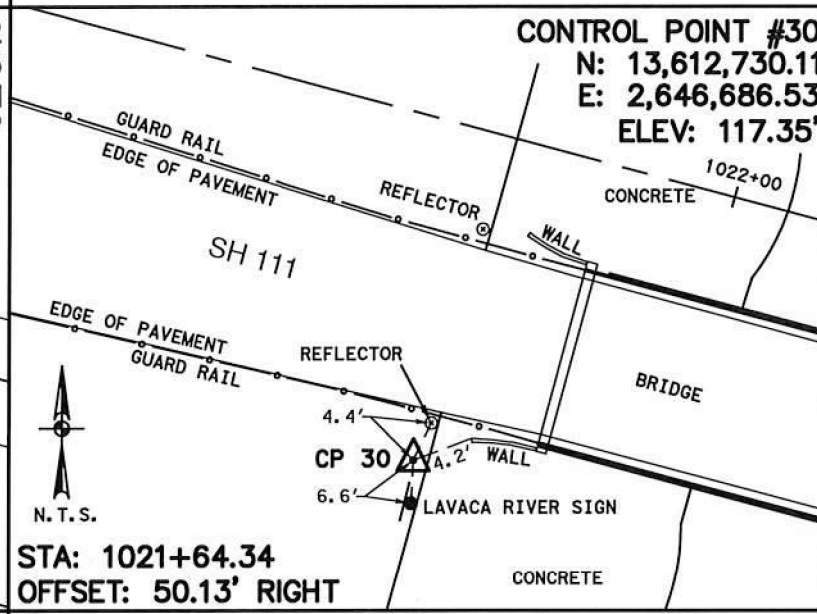 CONTROL POINT #30
N: 13,612,730.11
E: 2,646,686.53
ELEV: 117.35'
1022+00
CONCRETE
GUARD RAIL
EDGE OF PAVEMENT
REFLECTOR
WALL
SH 111
EDGE OF PAVEMENT
GUARD RAIL
REFLECTOR
BRIDGE
4.4'
CP 30
4.2'
WALL
6.6'
LAVACA RIVER SIGN
N.T.S.
STA: 1021+64.34
OFFSET: 50.13' RIGHT
CONCRETE